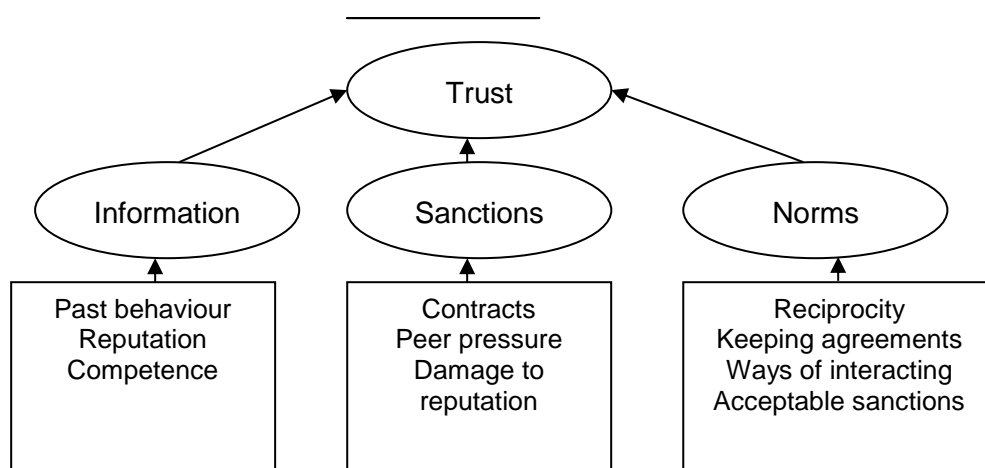 Trust
Information
Sanctions
Norms
Past behaviour
Reputation
Competence
Contracts
Peer pressure
Damage to
reputation
Reciprocity
Keeping agreements
Ways of interacting
Acceptable sanctions